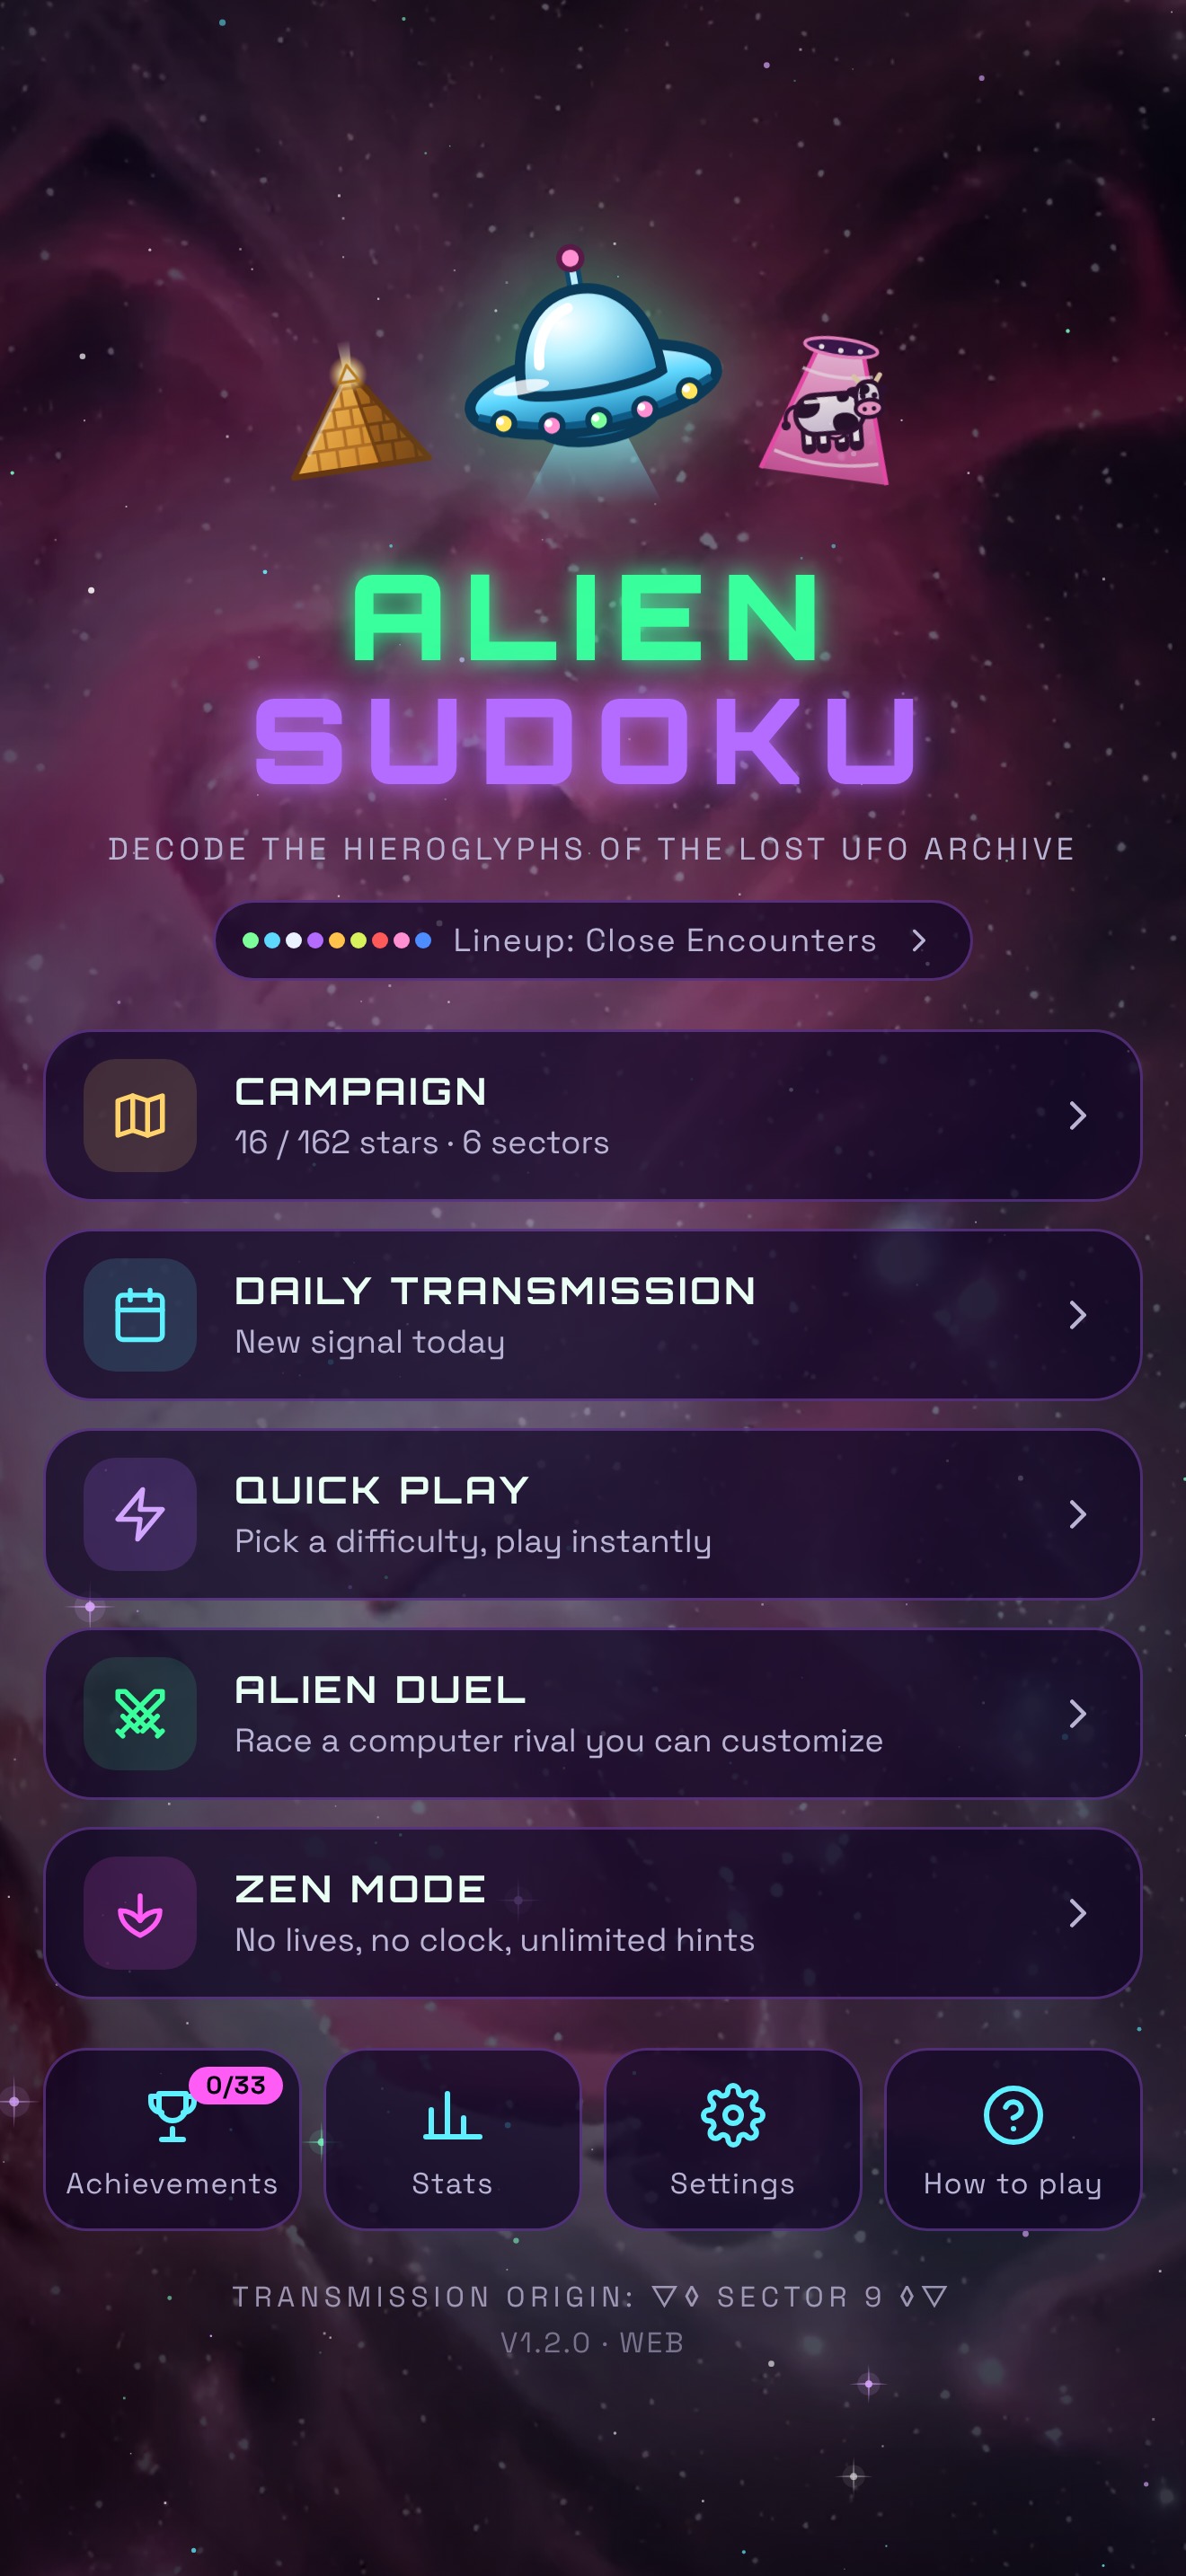 ALIEN
SUDOKU
DECODE THE HIEROGLYPHS OF THE LOST UFO ARCHIVE
Lineup: Close Encounters
CAMPAIGN
16 / 162 stars · 6 sectors
DAILY TRANSMISSION
New signal today
QUICK PLAY
Pick a difficulty, play instantly
ALIEN DUEL
Race a computer rival you can customize
ZEN MODE
No lives, no clock, unlimited hints
0/33
Achievements
Stats
Settings
How to play
TRANSMISSION ORIGIN: ▽◊ SECTOR 9 ◊▽
V1.2.0 · WEB